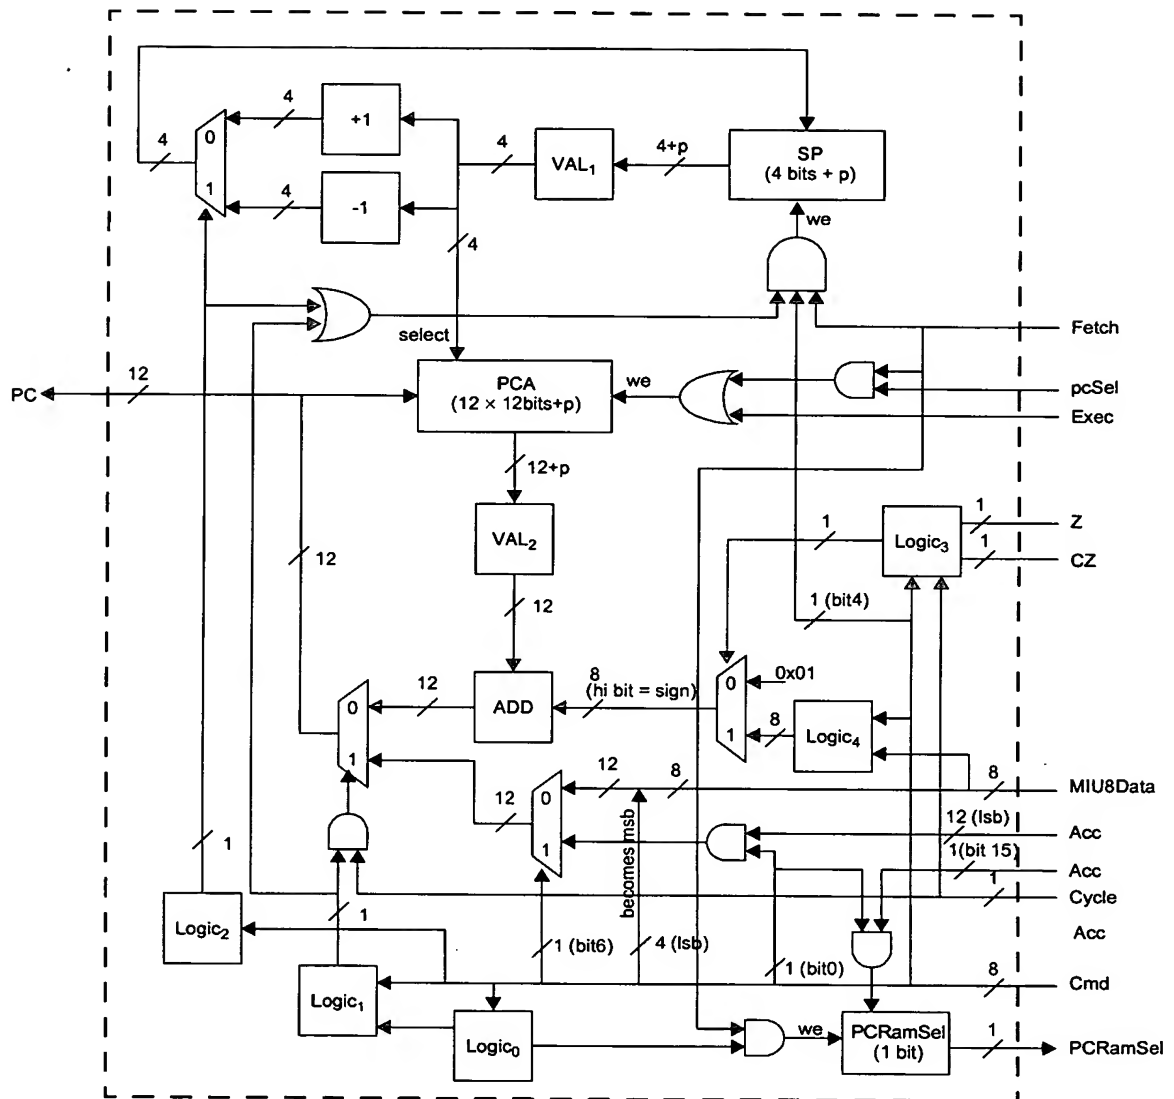 4
+1
4
0
1
4
-1
4
VAL₁
4+p
SP
(4 bits + p)
we
4
select
Fetch
PC
12
PCA
(12 × 12bits+p)
we
pcSel
Exec
12+p
VAL₂
12
12
1
Logic₃
1
Z
1
CZ
1 (bit4)
0
1
12
ADD
8
(hi bit = sign)
0
1
0x01
8
Logic₄
12
0
1
12
8
becomes msb
8
MIU8Data
12 (lsb)
Acc
1(bit 15)
Acc
1
Cycle
Acc
1
Logic₂
1
1 (bit6)
4 (lsb)
1 (bit0)
8
Cmd
Logic₁
Logic₀
we
PCRamSel
(1 bit)
1
PCRamSel